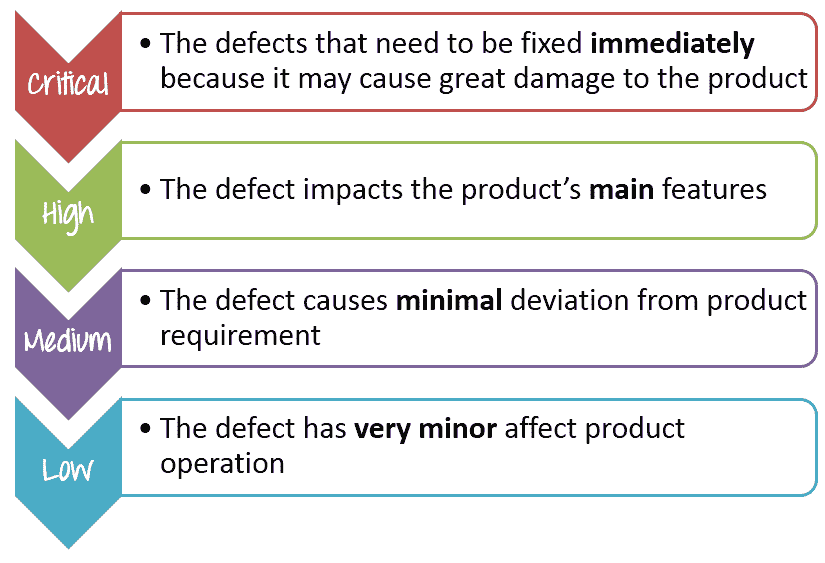 Critical
• The defects that need to be fixed immediately
because it may cause great damage to the product
High
• The defect impacts the product’s main features
Medium
• The defect causes minimal deviation from product
requirement
Low
• The defect has very minor affect product
operation